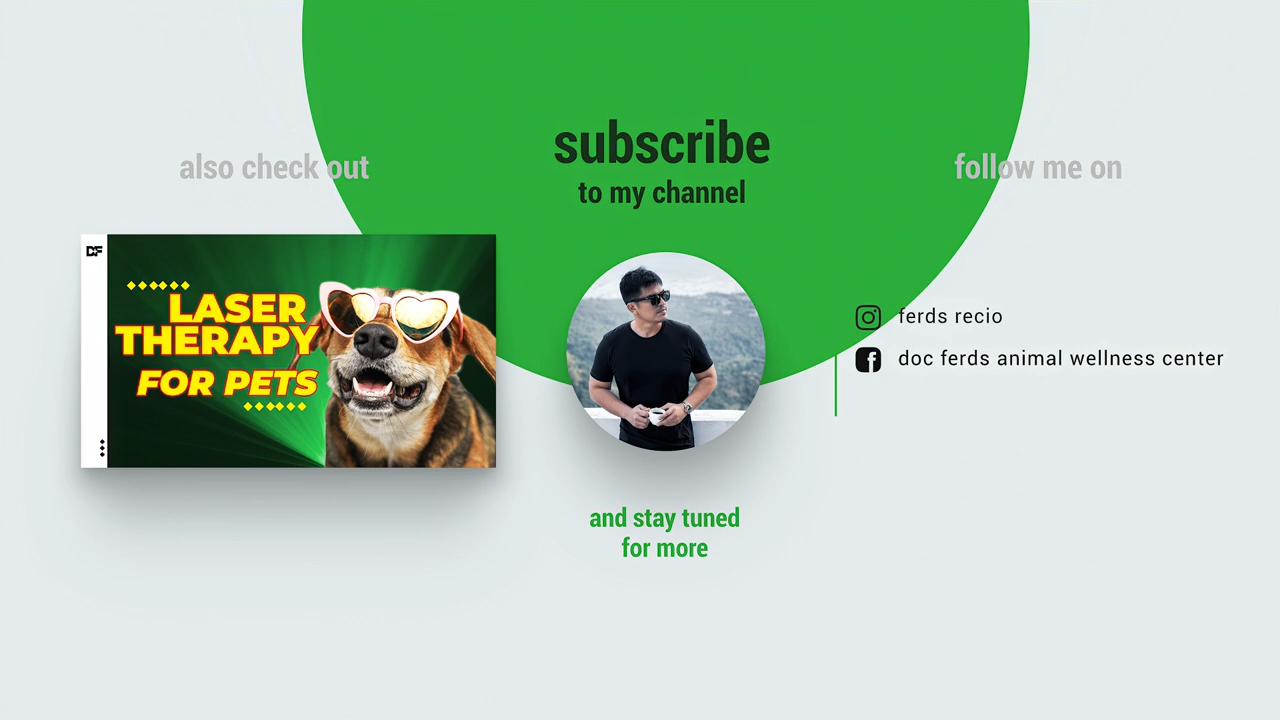 subscribe
to my channel
also check out
DF
LASER
THERAPY
FOR PETS
and stay tuned
for more
follow me on
ferds recio
doc ferds animal wellness center